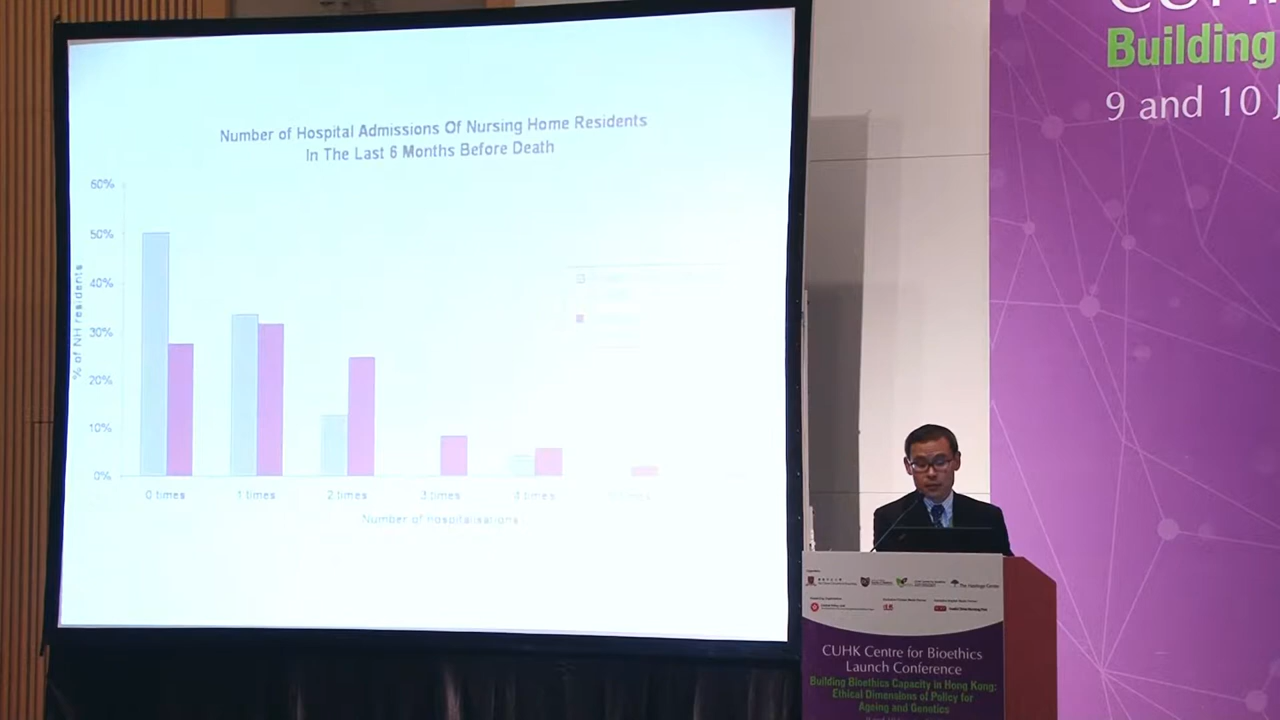 Number of Hospital Admissions Of Nursing Home Residents
In The Last 6 Months Before Death
60%
50%
40%
30%
20%
10%
0%
% of NH residents
0 times
1 times
2 times
3 times
4 times
Number of hospitalisations
Building
9 and 10 J
The Hastings Center
CUHK Centre for Bioethics
Launch Conference
Building Bioethics Capacity in Hong Kong:
Ethical Dimensions of Policy for
Ageing and Genetics